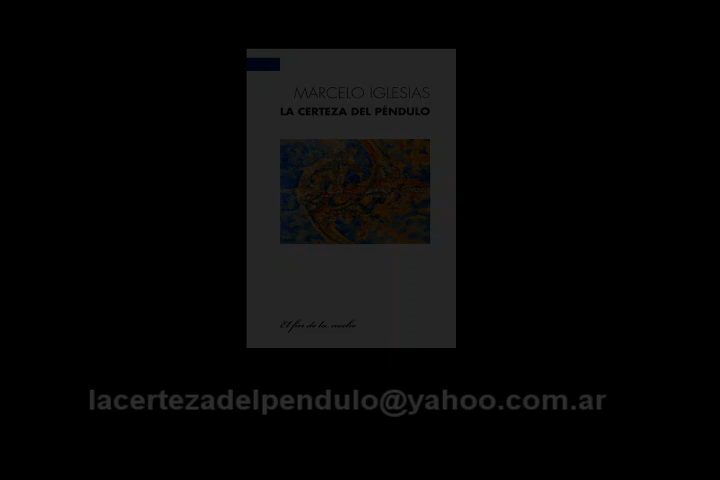 MARCELO IGLESIAS
LA CERTEZA DEL PÉNDULO
El fin de la noche
lacertezadelpendulo@yahoo.com.ar